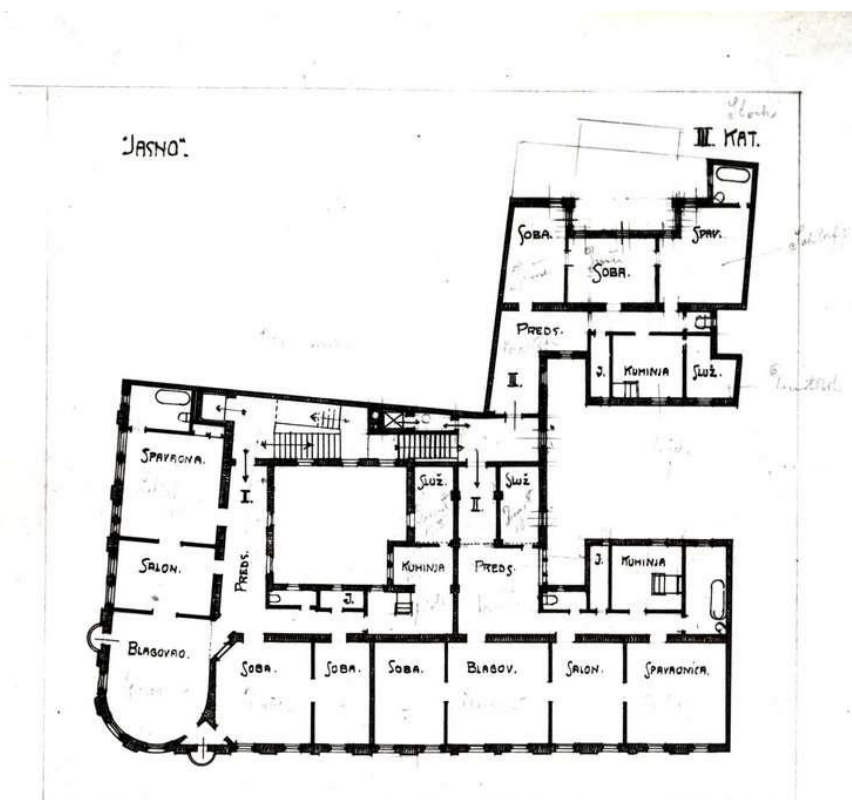 "JASNO".
III. KAT.
SOBA.
SOBA.
SPAV.
PREDS.
J.
KUHINJA
SLUŽ.
III.
SPAVAONA.
I.
SLUŽ.
II.
SLUŽ
SALON.
PREDS.
KUHINJA
PREDS.
J.
KUHINJA
J.
BLAGOVAO.
SOBA.
SOBA.
SOBA.
BLAGOV.
SALON.
SPAVAONICA.